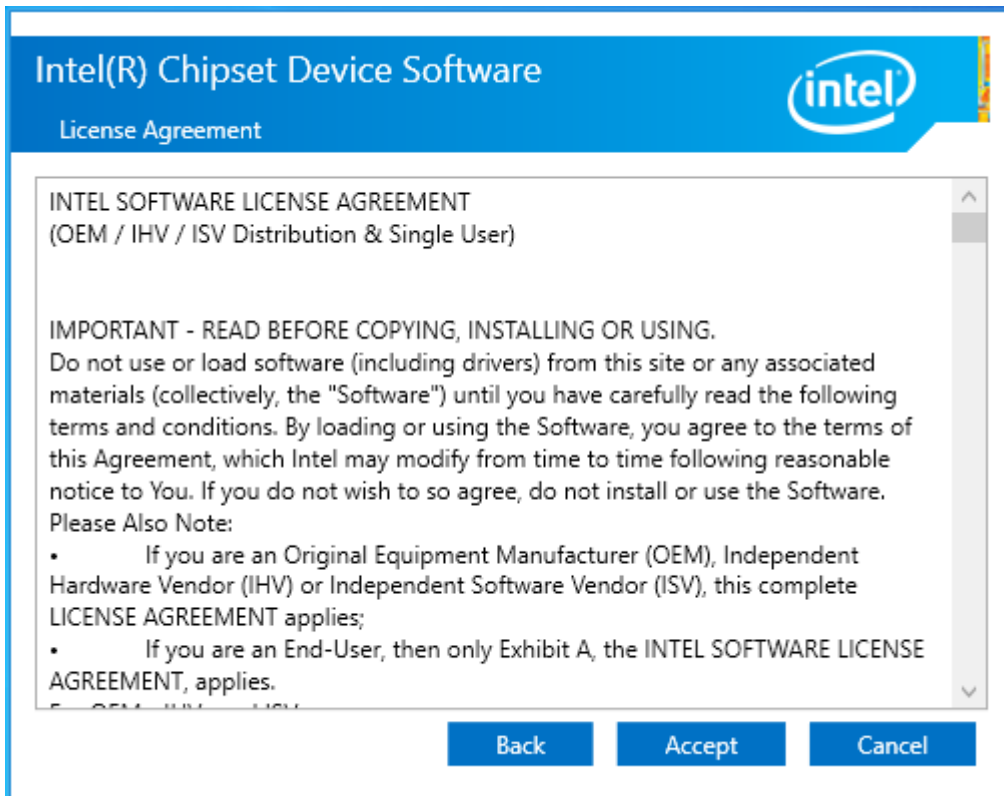 Intel(R) Chipset Device Software
intel
License Agreement
INTEL SOFTWARE LICENSE AGREEMENT
(OEM / IHV / ISV Distribution & Single User)
IMPORTANT - READ BEFORE COPYING, INSTALLING OR USING.
Do not use or load software (including drivers) from this site or any associated
materials (collectively, the "Software") until you have carefully read the following
terms and conditions. By loading or using the Software, you agree to the terms of
this Agreement, which Intel may modify from time to time following reasonable
notice to You. If you do not wish to so agree, do not install or use the Software.
Please Also Note:
• If you are an Original Equipment Manufacturer (OEM), Independent
Hardware Vendor (IHV) or Independent Software Vendor (ISV), this complete
LICENSE AGREEMENT applies;
• If you are an End-User, then only Exhibit A, the INTEL SOFTWARE LICENSE
AGREEMENT, applies.
Back Accept Cancel